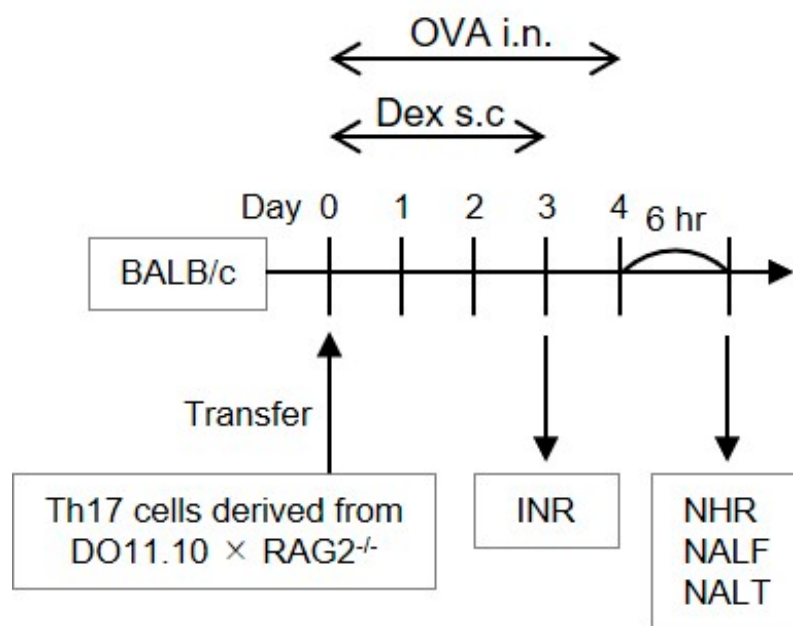 OVA i.n.
Dex s.c
Day 0 1 2 3 4 6 hr
BALB/c
Transfer
Th17 cells derived from
DO11.10 × RAG2-/-
INR
NHR
NALF
NALT